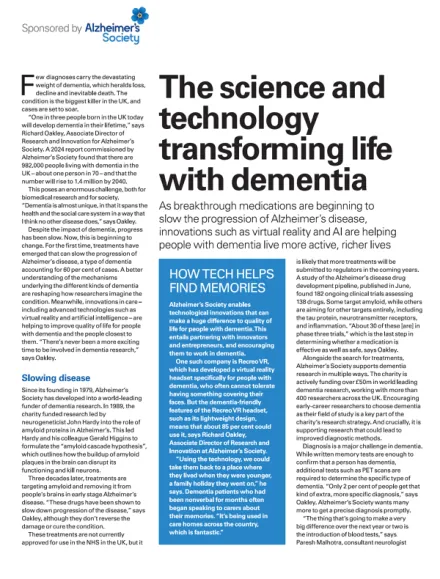 Sponsored by Alzheimer's
Society
The science and
technology
transforming life
with dementia
As breakthrough medications are beginning to
slow the progression of Alzheimer's disease,
innovations such as virtual reality and AI are helping
people with dementia live more active, richer lives
Few diagnoses carry the devastating
weight of dementia, which heralds loss,
decline and inevitable death. The
condition is the biggest killer in the UK, and
cases are set to soar.
"One in three people born in the UK today
will develop dementia in their lifetime," says
Richard Oakley, Associate Director of
Research and Innovation for Alzheimer's
Society. A 2024 report commissioned by
Alzheimer's Society found that there are
982,000 people living with dementia in the
UK – about one person in 70 – and that the
number will rise to 1.4 million by 2040.
This poses an enormous challenge, both for
biomedical research and for society.
"Dementia is almost unique, in that it spans the
health and the social care system in a way that
I think no other disease does," says Oakley.
Despite the impact of dementia, progress
has been slow. Now, this is beginning to
change. For the first time, treatments have
emerged that can slow the progression of
Alzheimer's disease, a type of dementia
accounting for 60 per cent of cases. A better
understanding of the mechanisms
underlying the different kinds of dementia
are reshaping how researchers imagine the
condition. Meanwhile, innovations in care –
including advanced technologies such as
virtual reality and artificial intelligence – are
helping to improve quality of life for people
with dementia and the people closest to
them. "There's never been a more exciting
time to be involved in dementia research,"
says Oakley.
Slowing disease
Since its founding in 1979, Alzheimer's
Society has developed into a world-leading
funder of dementia research. In 1989, the
charity funded research led by
neurogeneticist John Hardy into the role of
amyloid proteins in Alzheimer's. This led
Hardy and his colleague Gerald Higgins to
formulate the "amyloid cascade hypothesis",
which outlines how the buildup of amyloid
plaques in the brain can disrupt its
functioning and kill neurons.
Three decades later, treatments are
targeting amyloid and removing it from
people's brains in early stage Alzheimer's
disease. "These drugs have been shown to
slow down progression of the disease," says
Oakley, although they don't reverse the
damage or cure the condition.
These treatments are not currently
approved for use in the NHS in the UK, but it
HOW TECH HELPS
FIND MEMORIES
Alzheimer's Society enables
technological innovations that can
make a huge difference to quality of
life for people with dementia. This
entails partnering with innovators
and entrepreneurs, and encouraging
them to work in dementia.
One such company is Recreo VR,
which has developed a virtual reality
headset specifically for people with
dementia, who often cannot tolerate
having something covering their
faces. But the dementia-friendly
features of the Recreo VR headset,
such as its lightweight design,
means that about 85 per cent could
use it, says Richard Oakley,
Associate Director of Research and
Innovation at Alzheimer's Society.
"Using the technology, we could
take them back to a place where
they lived when they were younger,
a family holiday they went on," he
says. Dementia patients who had
been nonverbal for months often
began speaking to carers about
their memories. "It's being used in
care homes across the country,
which is fantastic."
is likely that more treatments will be
submitted to regulators in the coming years.
A study of the Alzheimer's disease drug
development pipeline, published in June,
found 182 ongoing clinical trials assessing
138 drugs. Some target amyloid, while others
are aiming for other targets entirely, including
the tau protein, neurotransmitter receptors,
and inflammation. "About 30 of these [are] in
phase three trials," which is the last step in
determining whether a medication is
effective as well as safe, says Oakley.
Alongside the search for treatments,
Alzheimer's Society supports dementia
research in multiple ways. The charity is
actively funding over £50m in world leading
dementia research, working with more than
400 researchers across the UK. Encouraging
early-career researchers to choose dementia
as their field of study is a key part of the
charity's research strategy. And crucially, it is
supporting research that could lead to
improved diagnostic methods.
Diagnosis is a major challenge in dementia.
While written memory tests are enough to
confirm that a person has dementia,
additional tests such as PET scans are
required to determine the specific type of
dementia. "Only 2 per cent of people get that
kind of extra, more specific diagnosis," says
Oakley. Alzheimer's Society wants many
more to get a precise diagnosis promptly.
"The thing that's going to make a very
big difference over the next year or two is
the introduction of blood tests," says
Paresh Malhotra, consultant neurologist